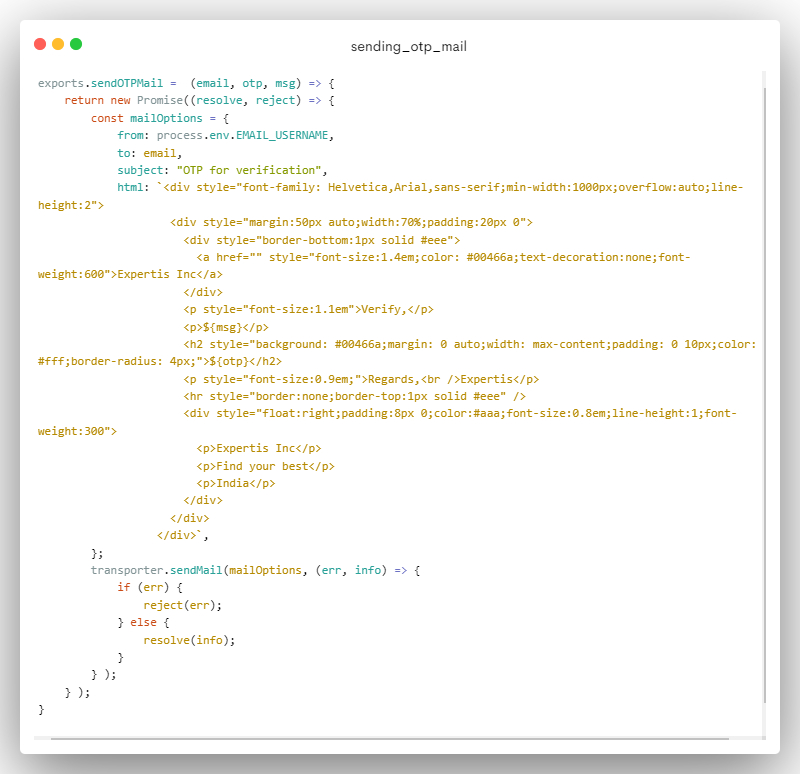 sending_otp_mail
exports.sendOTPMail =  (email, otp, msg) => {
    return new Promise((resolve, reject) => {
        const mailOptions = {
            from: process.env.EMAIL_USERNAME,
            to: email,
            subject: "OTP for verification",
            html: `<div style="font-family: Helvetica,Arial,sans-serif;min-width:1000px;overflow:auto;line-
height:2">
                    <div style="margin:50px auto;width:70%;padding:20px 0">
                      <div style="border-bottom:1px solid #eee">
                        <a href="" style="font-size:1.4em;color: #00466a;text-decoration:none;font-
weight:600">Expertis Inc</a>
                      </div>
                      <p style="font-size:1.1em">Verify,</p>
                      <p>${msg}</p>
                      <h2 style="background: #00466a;margin: 0 auto;width: max-content;padding: 0 10px;color:
#fff;border-radius: 4px;">${otp}</h2>
                      <p style="font-size:0.9em;">Regards,<br />Expertis</p>
                      <hr style="border:none;border-top:1px solid #eee" />
                      <div style="float:right;padding:8px 0;color:#aaa;font-size:0.8em;line-height:1;font-
weight:300">
                        <p>Expertis Inc</p>
                        <p>Find your best</p>
                        <p>India</p>
                      </div>
                    </div>
                  </div>`,
        };
        transporter.sendMail(mailOptions, (err, info) => {
            if (err) {
                reject(err);
            } else {
                resolve(info);
            }
        } );
    } );
}